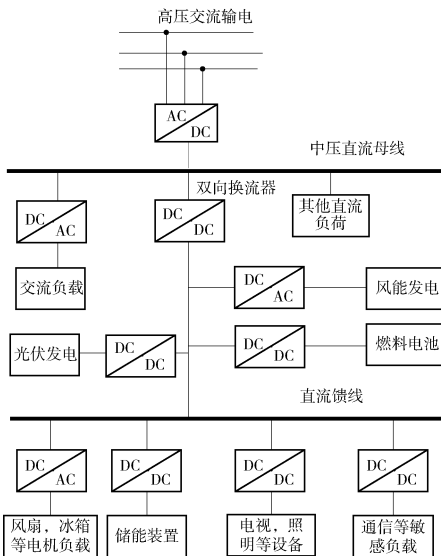 高压交流输电
AC
DC
中压直流母线
双向换流器
DC
AC
DC
DC
其他直流
负荷
交流负载
DC
AC
风能发电
光伏发电
DC
DC
DC
DC
燃料电池
直流馈线
DC
AC
DC
DC
DC
DC
DC
DC
风扇，冰箱
等电机负载
储能装置
电视，照
明等设备
通信等敏
感负载